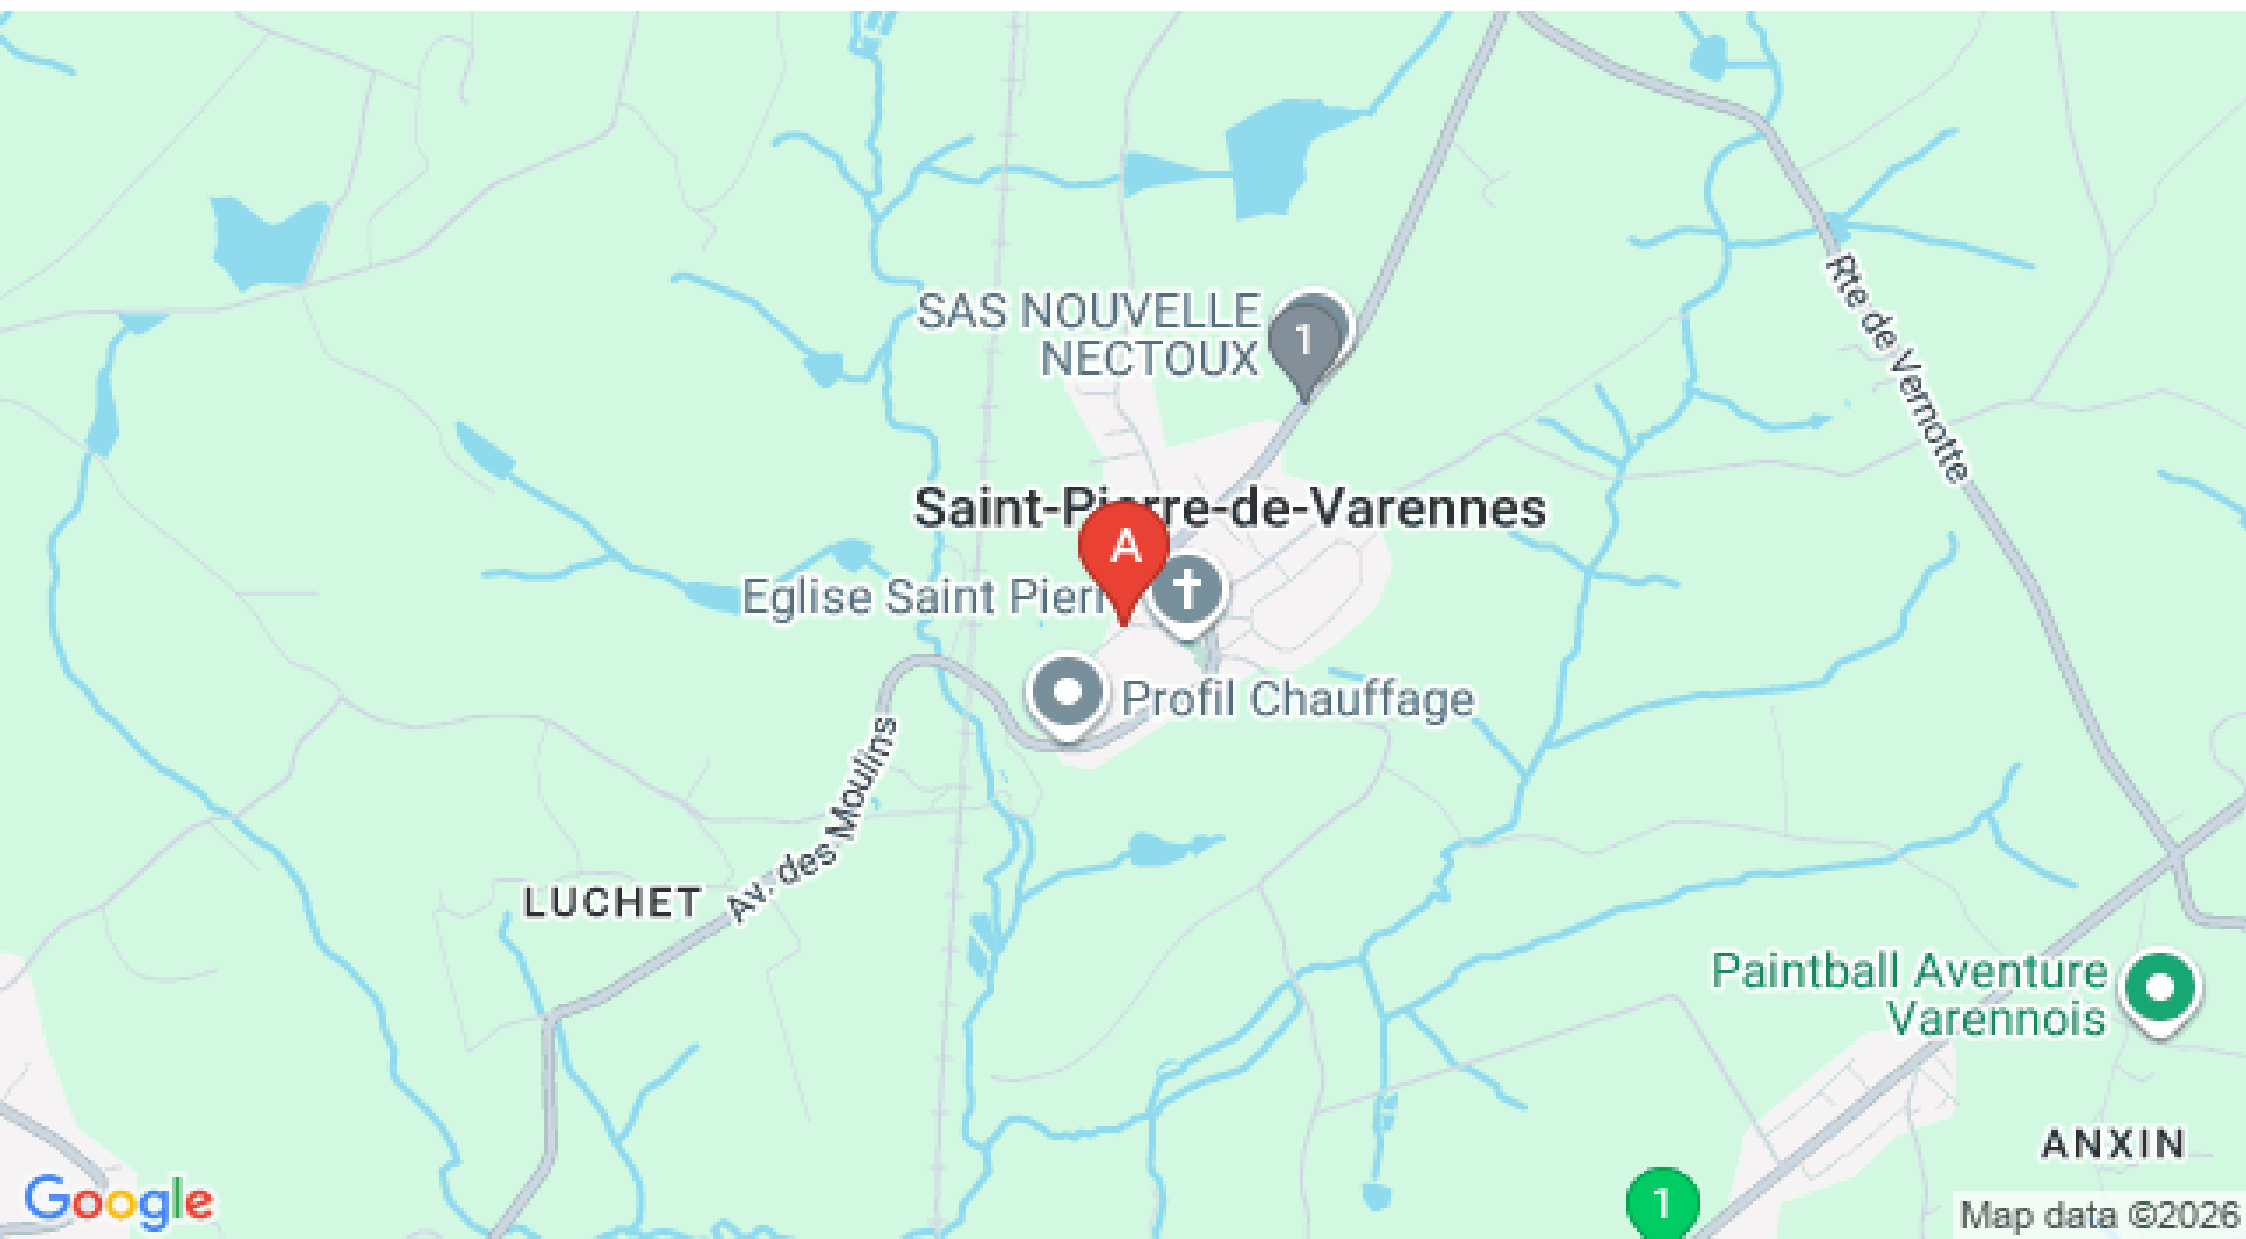 Rte de Vernotte
SAS NOUVELLE
NECTOUX
1
Saint-Pierre-de-Varennes
A
Eglise Saint Pierr
Profil Chauffage
Av. des Moulins
LUCHET
Paintball Aventure
Varennois
ANXIN
1
Google
Map data ©2026